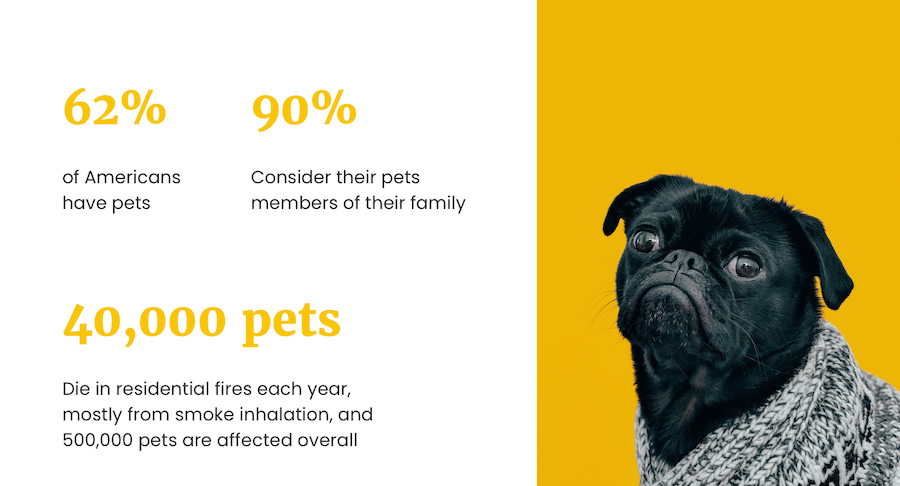 62%
of Americans
have pets
90%
Consider their pets
members of their family
40,000 pets
Die in residential fires each year,
mostly from smoke inhalation, and
500,000 pets are affected overall